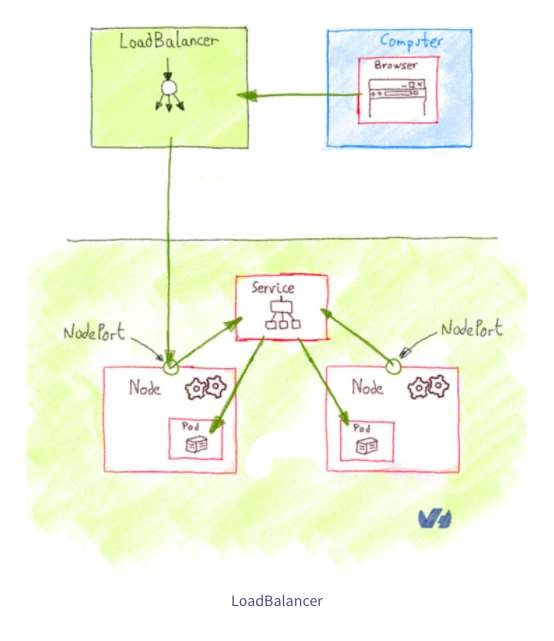 LoadBalancer
Computer
Browser
Service
NodePort
NodePort
Node
Node
Pod
Pod
LoadBalancer